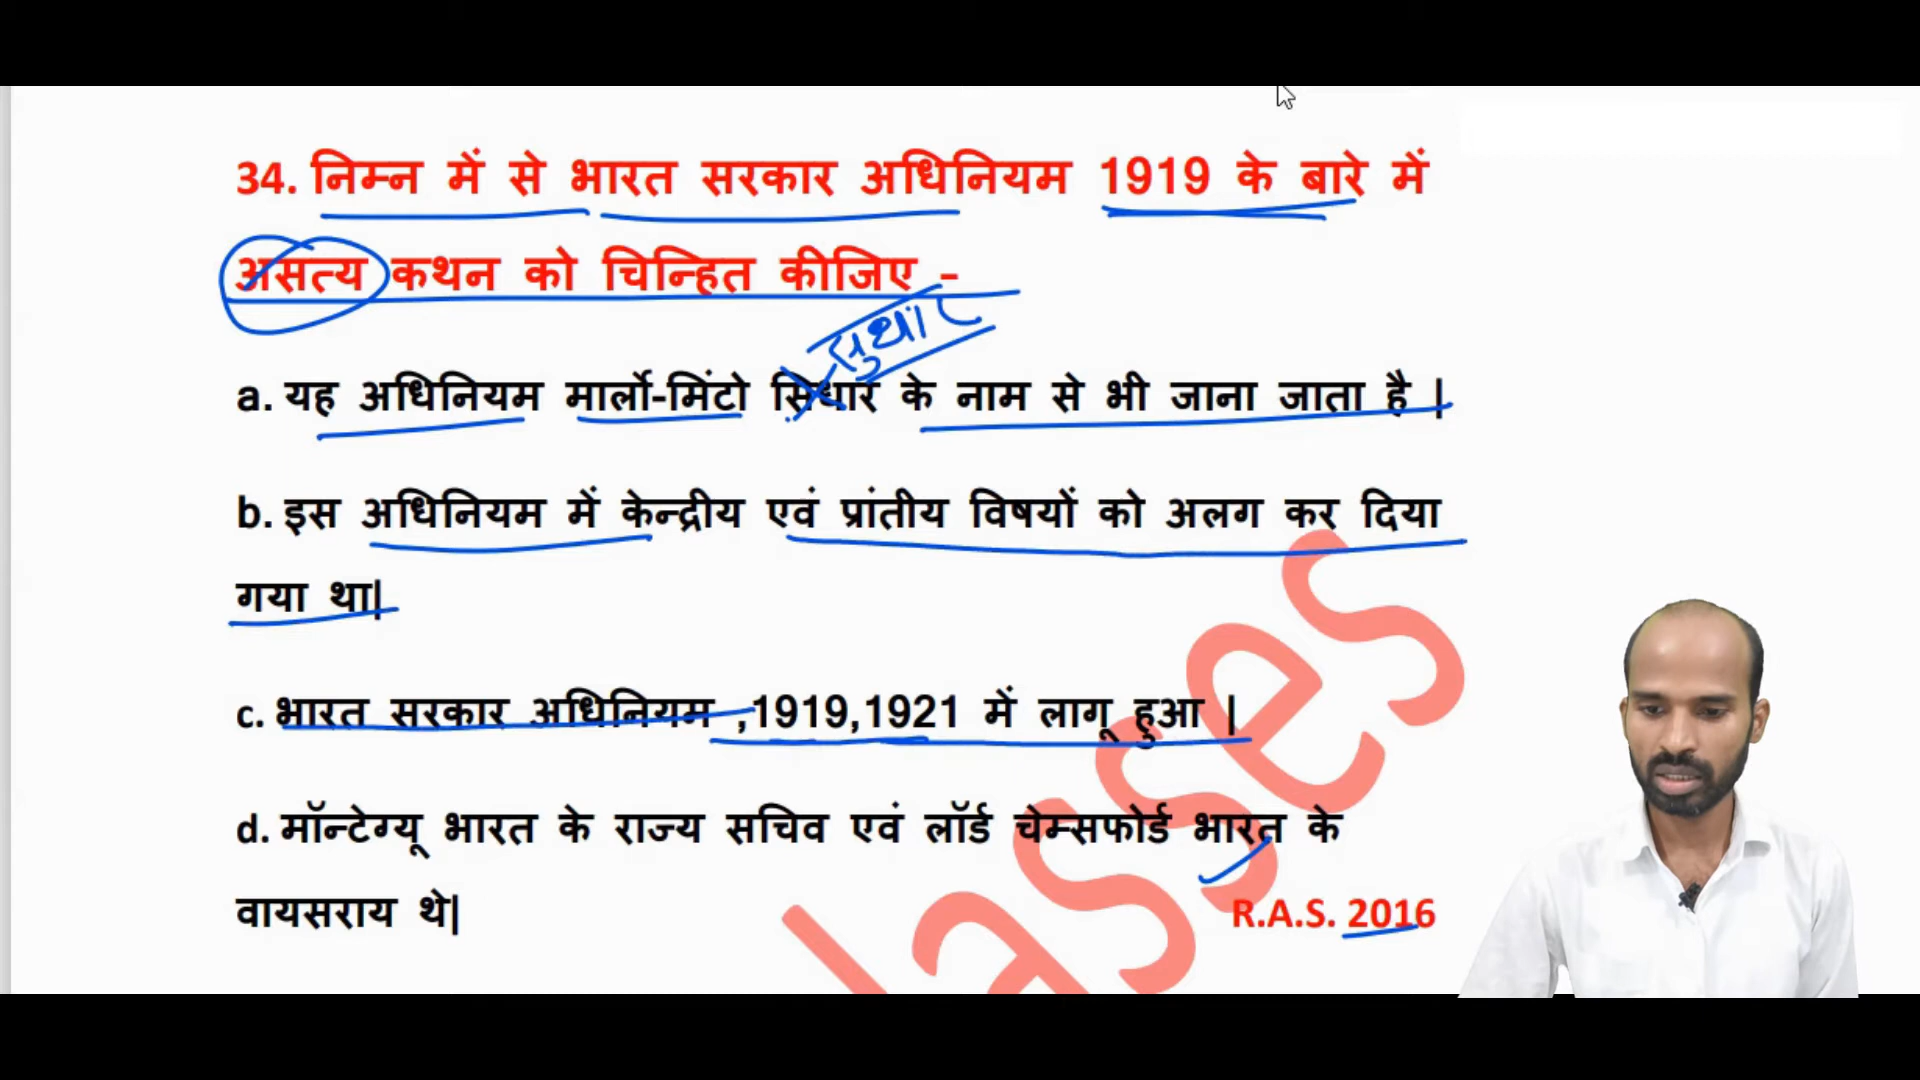 34. निम्न में से भारत सरकार अधिनियम 1919 के बारे में
असत्य कथन को चिन्हित कीजिए -
सुधार
a. यह अधिनियम मार्लो-मिंटो सिधार के नाम से भी जाना जाता है |
b. इस अधिनियम में केन्द्रीय एवं प्रांतीय विषयों को अलग कर दिया
गया था|
c. भारत सरकार अधिनियम ,1919,1921 में लागू हुआ |
d. मॉन्टेग्यू भारत के राज्य सचिव एवं लॉर्ड चेम्सफोर्ड भारत के
वायसराय थे|
R.A.S. 2016
lasses